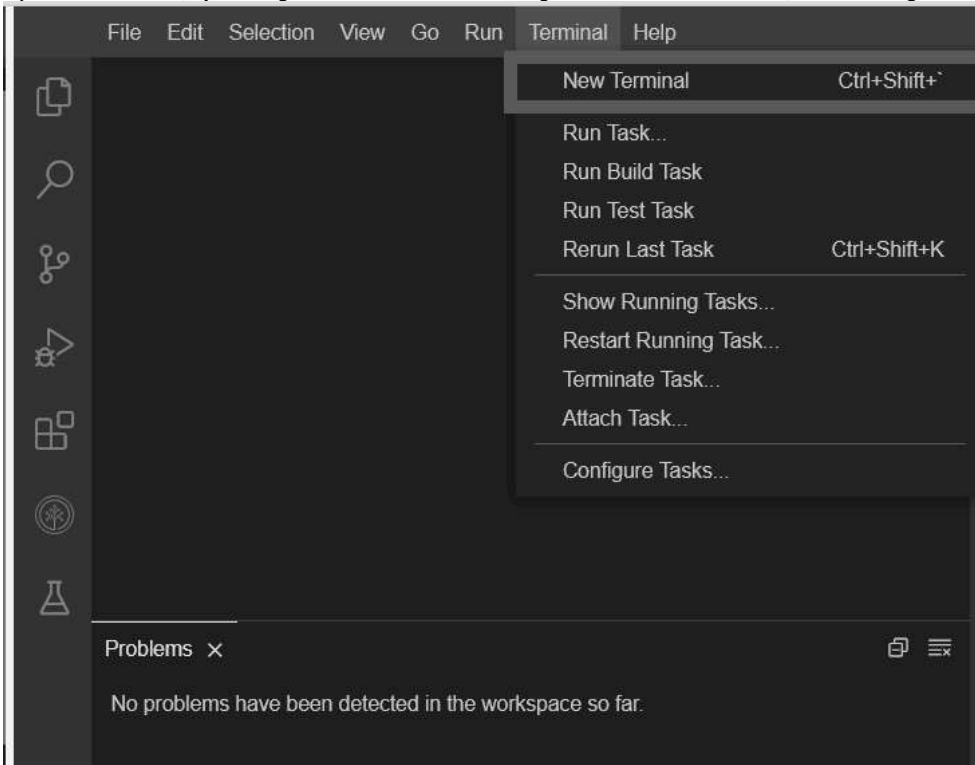 File Edit Selection View Go Run Terminal Help
New Terminal Ctrl+Shift+`
Run Task...
Run Build Task
Run Test Task
Rerun Last Task Ctrl+Shift+K
Show Running Tasks...
Restart Running Task...
Terminate Task...
Attach Task...
Configure Tasks...
Problems ×
No problems have been detected in the workspace so far.